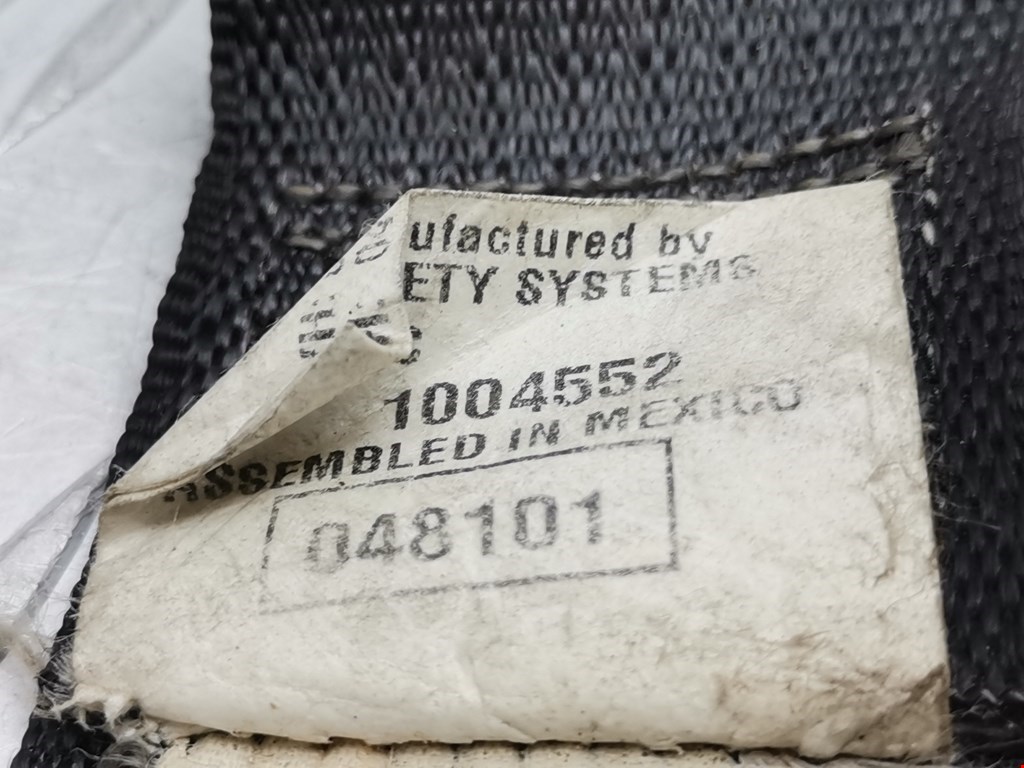 ufactured by
ETY SYSTEMS
C
1004552
ASSEMBLED IN MEXICO
048101